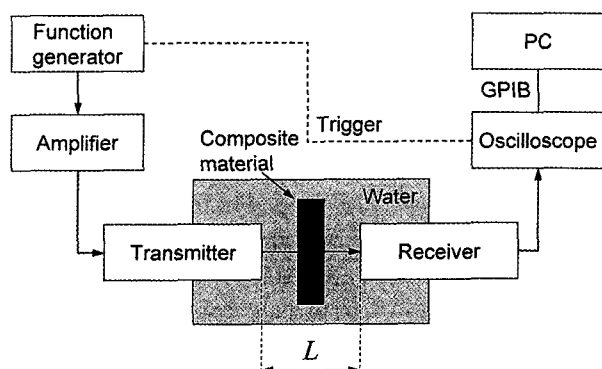 Function
generator
PC
GPIB
Amplifier
Trigger
Oscilloscope
Composite
material
Water
Transmitter
Receiver
L